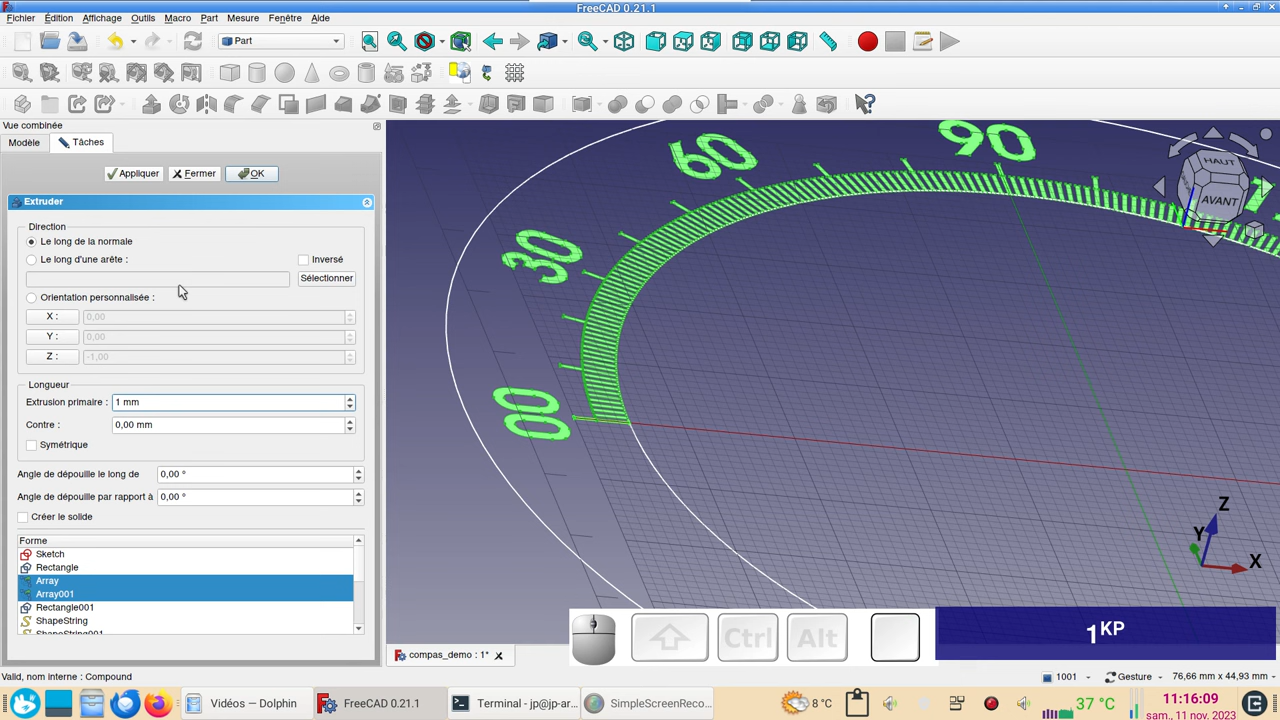 FreeCAD 0.21.1
Fichier Édition Affichage Outils Macro Part Mesure Fenêtre Aide
Part
Vue combinée
Modèle Tâches
Appliquer Fermer OK
Extruder
Direction
Le long de la normale
Le long d'une arête : Inversé
Sélectionner
Orientation personnalisée :
X : 0,00
Y : 0,00
Z : -1,00
Longueur
Extrusion primaire : 1 mm
Contre : 0,00 mm
Symétrique
Angle de dépouille le long de 0,00 °
Angle de dépouille par rapport à 0,00 °
Créer le solide
Forme
Sketch
Rectangle
Array
Array001
Rectangle001
ShapeString
ShapeString001
60 90
30
00
HAUT
AVANT
Z
Y
X
Ctrl Alt 1KP
compas_demo : 1*
Valid, nom interne : Compound 1001 Gesture 76,66 mm x 44,93 mm
Vidéos — Dolphin FreeCAD 0.21.1 Terminal - jp@jp-ar... SimpleScreenReco... 8 °C 37 °C 11:16:09
sam., 11 nov. 2023